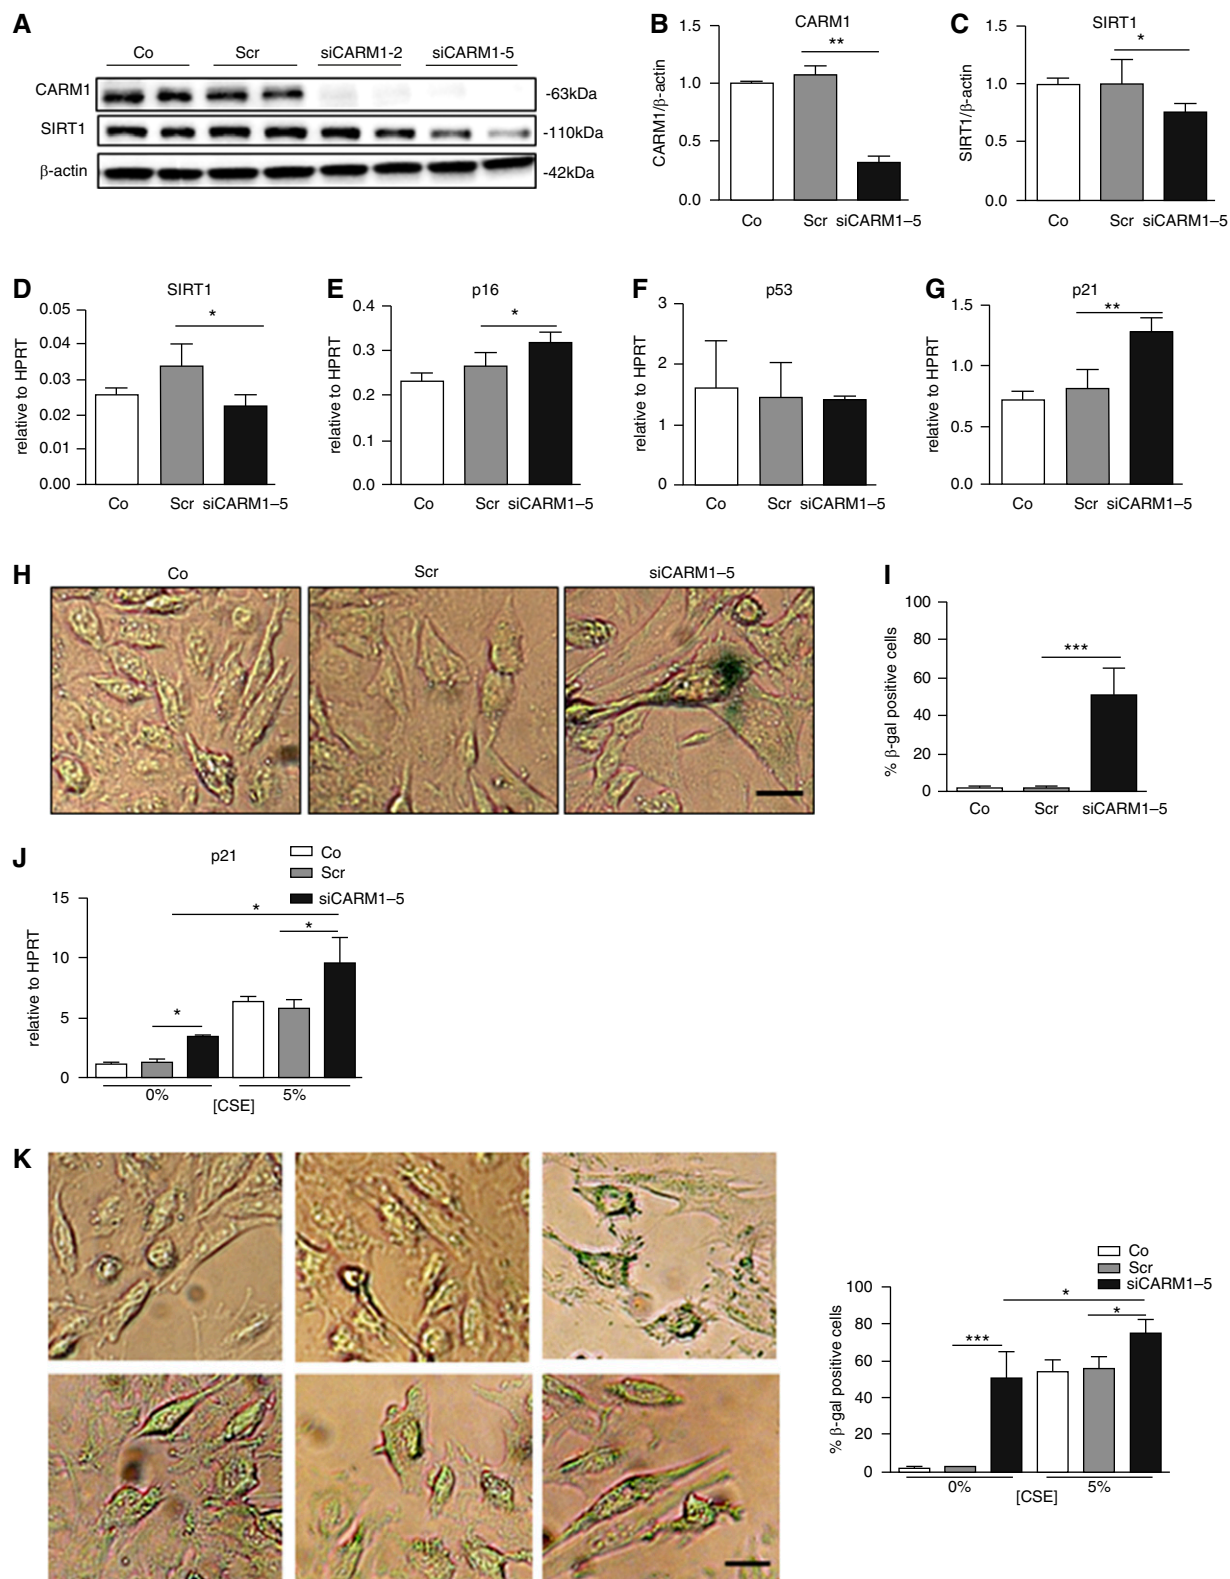 A
Co Scr siCARM1-2 siCARM1-5
CARM1 -63kDa
SIRT1 -110kDa
β-actin -42kDa
B
CARM1
**
CARM1/β-actin
1.5
1.0
0.5
0.0
Co Scr siCARM1–5
C
SIRT1
*
SIRT1/β-actin
1.5
1.0
0.5
0.0
Co Scr siCARM1–5
D
SIRT1
*
relative to HPRT
0.05
0.04
0.03
0.02
0.01
0.00
Co Scr siCARM1–5
E
p16
*
relative to HPRT
0.4
0.3
0.2
0.1
0.0
Co Scr siCARM1–5
F
p53
relative to HPRT
3
2
1
0
Co Scr siCARM1–5
G
p21
**
relative to HPRT
1.5
1.0
0.5
0.0
Co Scr siCARM1–5
H
Co Scr siCARM1–5
I
***
% β-gal positive cells
100
80
60
40
20
0
Co Scr siCARM1–5
J
p21
Co
Scr
siCARM1–5
relative to HPRT
15
10
5
0
*
*
*
0% 5%
[CSE]
K
Co
Scr
siCARM1–5
% β-gal positive cells
100
80
60
40
20
0
*
*
***
0% 5%
[CSE]